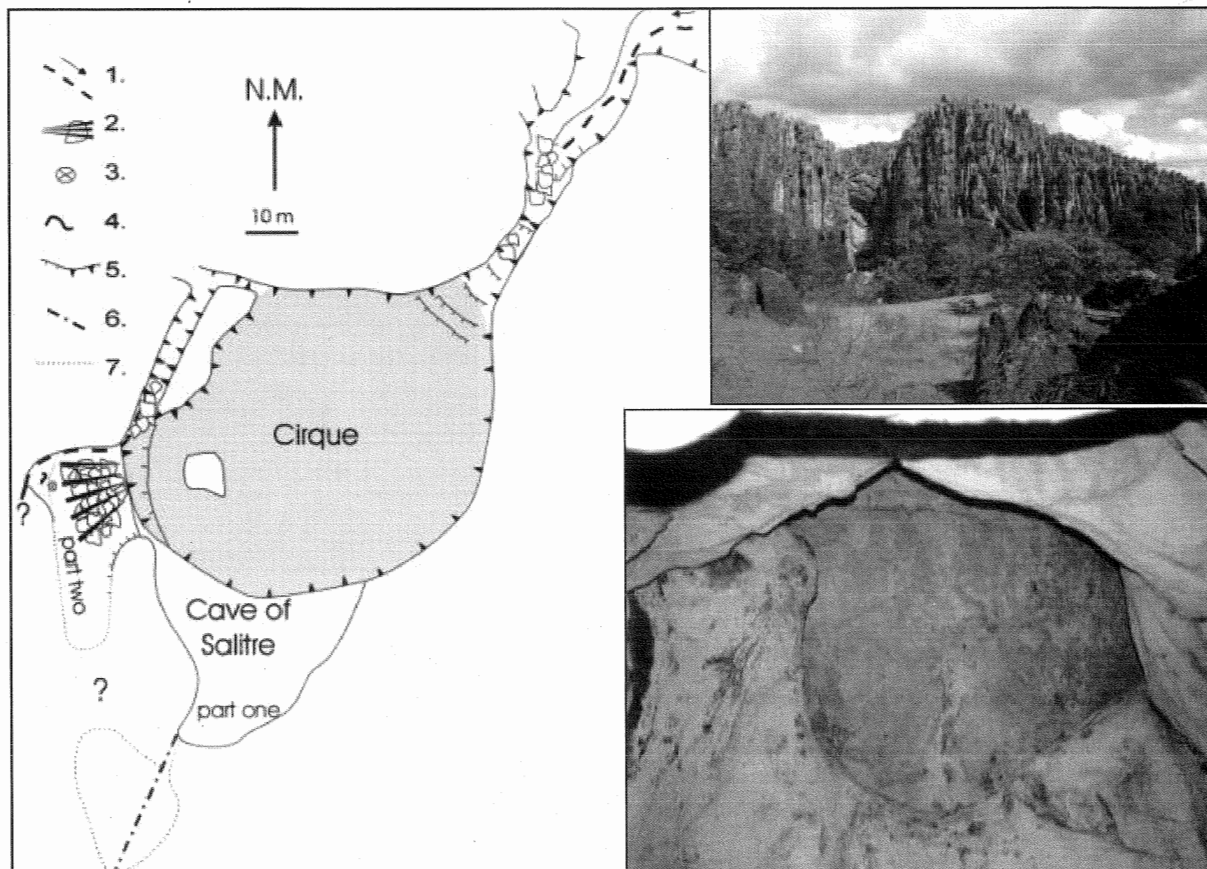 1.
2.
3.
4.
5.
6.
7.
N.M.
10 m
Cirque
?
part two
Cave of
Salitre
?
part one